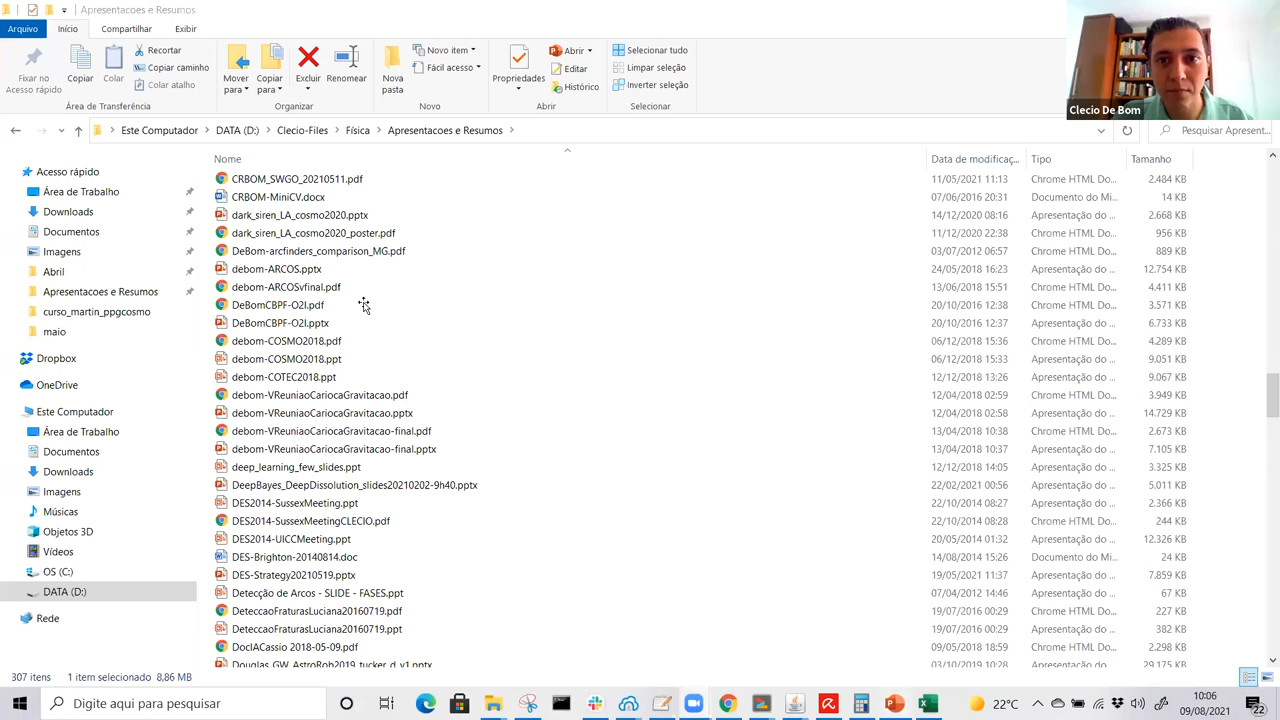 Apresentacoes e Resumos
Arquivo Início Compartilhar Exibir
Fixar no Acesso rápido
Copiar
Colar
Recortar
Copiar caminho
Colar atalho
Área de Transferência
Mover para
Copiar para
Excluir
Renomear
Organizar
Nova pasta
Novo item
Fácil acesso
Novo
Propriedades
Abrir
Editar
Histórico
Abrir
Selecionar tudo
Limpar seleção
Inverter seleção
Selecionar
Clecio De Bom
Este Computador > DATA (D:) > Clecio-Files > Física > Apresentacoes e Resumos >
Pesquisar Apresent...
Acesso rápido
Área de Trabalho
Downloads
Documentos
Imagens
Abril
Apresentacoes e Resumos
curso_martin_ppgcosmo
maio
Dropbox
OneDrive
Este Computador
Área de Trabalho
Documentos
Downloads
Imagens
Músicas
Objetos 3D
Vídeos
OS (C:)
DATA (D:)
Rede
Nome Data de modificaç... Tipo Tamanho
CRBOM_SWGO_20210511.pdf 11/05/2021 11:13 Chrome HTML Do... 2.484 KB
CRBOM-MiniCV.docx 07/06/2016 20:31 Documento do Mi... 14 KB
dark_siren_LA_cosmo2020.pptx 14/12/2020 08:16 Apresentação do ... 2.668 KB
dark_siren_LA_cosmo2020_poster.pdf 11/12/2020 22:38 Chrome HTML Do... 956 KB
DeBom-arcfinders_comparison_MG.pdf 03/07/2012 06:57 Chrome HTML Do... 889 KB
debom-ARCOS.pptx 24/05/2018 16:23 Apresentação do ... 12.754 KB
debom-ARCOSvfinal.pdf 13/06/2018 15:51 Chrome HTML Do... 4.411 KB
DeBomCBPF-O2I.pdf 20/10/2016 12:38 Chrome HTML Do... 3.571 KB
DeBomCBPF-O2I.pptx 20/10/2016 12:37 Apresentação do ... 6.733 KB
debom-COSMO2018.pdf 06/12/2018 15:36 Chrome HTML Do... 4.289 KB
debom-COSMO2018.ppt 06/12/2018 15:33 Apresentação do ... 9.051 KB
debom-COTEC2018.ppt 12/12/2018 13:26 Apresentação do ... 9.067 KB
debom-VReuniaoCariocaGravitacao.pdf 12/04/2018 02:59 Chrome HTML Do... 3.949 KB
debom-VReuniaoCariocaGravitacao.pptx 12/04/2018 02:58 Apresentação do ... 14.729 KB
debom-VReuniaoCariocaGravitacao-final.pdf 13/04/2018 10:38 Chrome HTML Do... 2.673 KB
debom-VReuniaoCariocaGravitacao-final.pptx 13/04/2018 10:37 Apresentação do ... 7.105 KB
deep_learning_few_slides.ppt 12/12/2018 14:05 Apresentação do ... 3.325 KB
DeepBayes_DeepDissolution_slides20210202-9h40.pptx 22/02/2021 00:56 Apresentação do ... 5.011 KB
DES2014-SussexMeeting.ppt 22/10/2014 08:27 Apresentação do ... 2.366 KB
DES2014-SussexMeetingCLECIO.pdf 22/10/2014 08:28 Chrome HTML Do... 244 KB
DES2014-UICCMeeting.ppt 20/05/2014 01:32 Apresentação do ... 12.326 KB
DES-Brighton-20140814.doc 14/08/2014 15:26 Documento do Mi... 24 KB
DES-Strategy20210519.pptx 19/05/2021 11:37 Apresentação do ... 7.859 KB
Detecção de Arcos - SLIDE - FASES.ppt 07/04/2012 14:46 Apresentação do ... 67 KB
DeteccaoFraturasLuciana20160719.pdf 19/07/2016 00:29 Chrome HTML Do... 227 KB
DeteccaoFraturasLuciana20160719.ppt 19/07/2016 00:29 Apresentação do ... 382 KB
DocIACassio 2018-05-09.pdf 09/05/2018 18:59 Chrome HTML Do... 2.298 KB
Douglas_GW_AstroRob2019_tucker_d_v1.pptx 03/10/2019 10:28 Apresentação do ... 29.175 KB
307 itens 1 item selecionado 8,86 MB
Digite aqui para pesquisar
22°C
10:06
09/08/2021
22